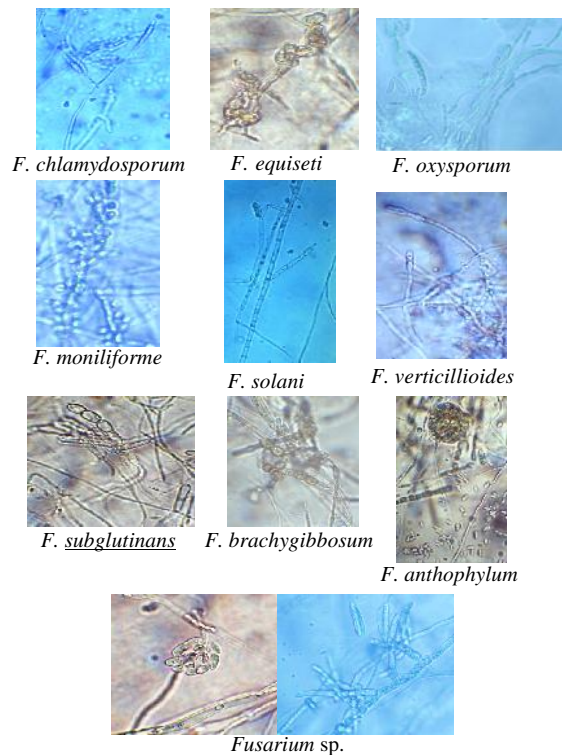 F. chlamydosporum
F. equiseti
F. oxysporum
F. moniliforme
F. solani
F. verticillioides
F. subglutinans
F. brachygibbosum
F. anthophylum
Fusarium sp.